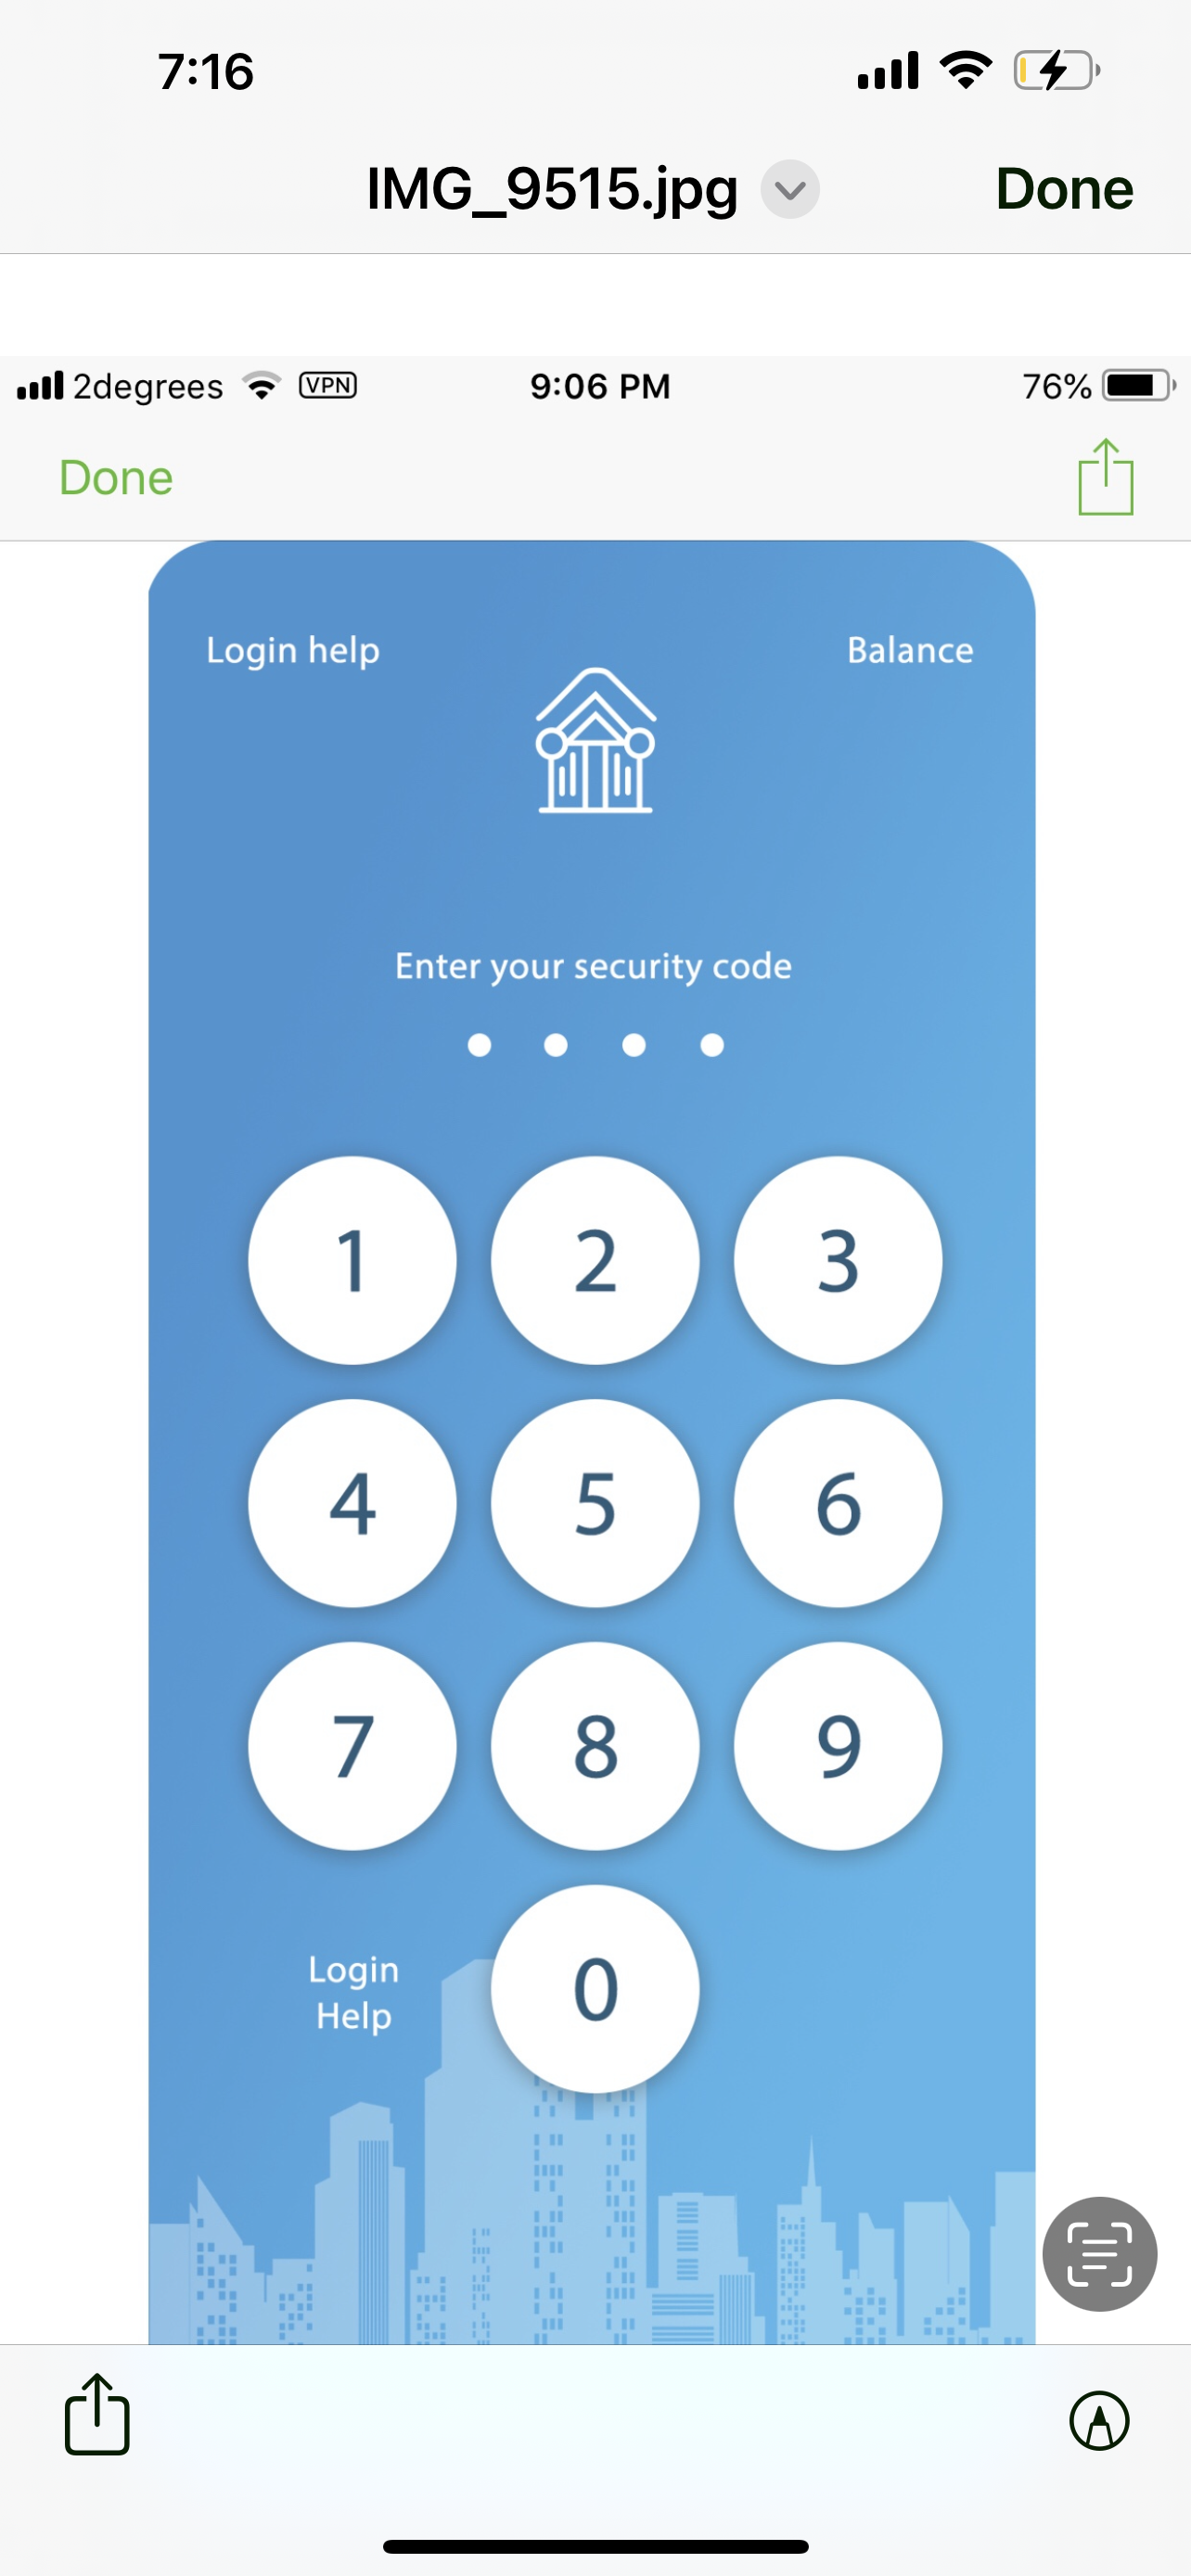 7:16
IMG_9515.jpg
Done
2degrees
VPN
9:06 PM
76%
Done
Login help
Balance
Enter your security code
1 2 3
4 5 6
7 8 9
Login
Help
0